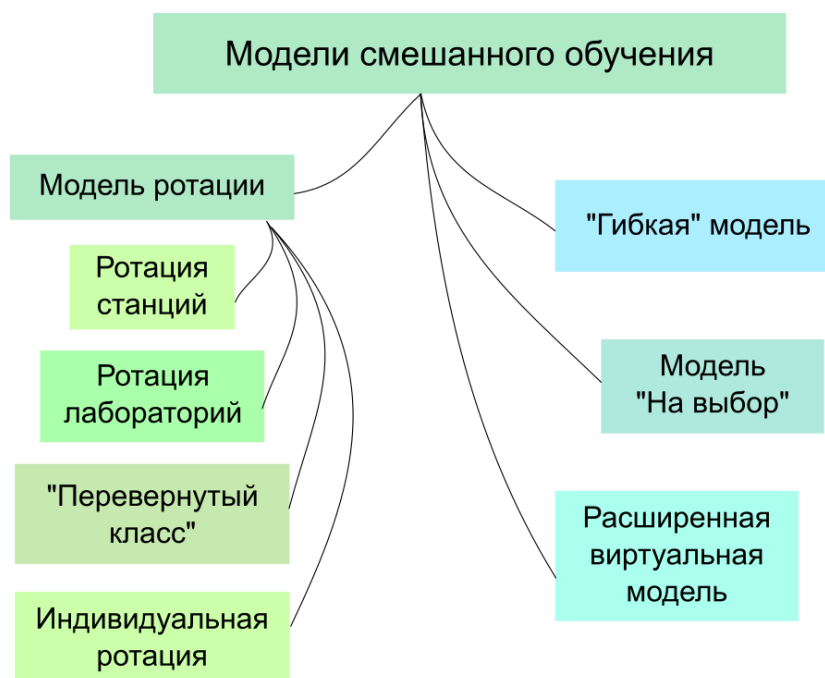 Модели смешанного обучения
Модель ротации
Ротация
станций
Ротация
лабораторий
"Перевернутый
класс"
Индивидуальная
ротация
"Гибкая" модель
Модель
"На выбор"
Расширенная
виртуальная
модель